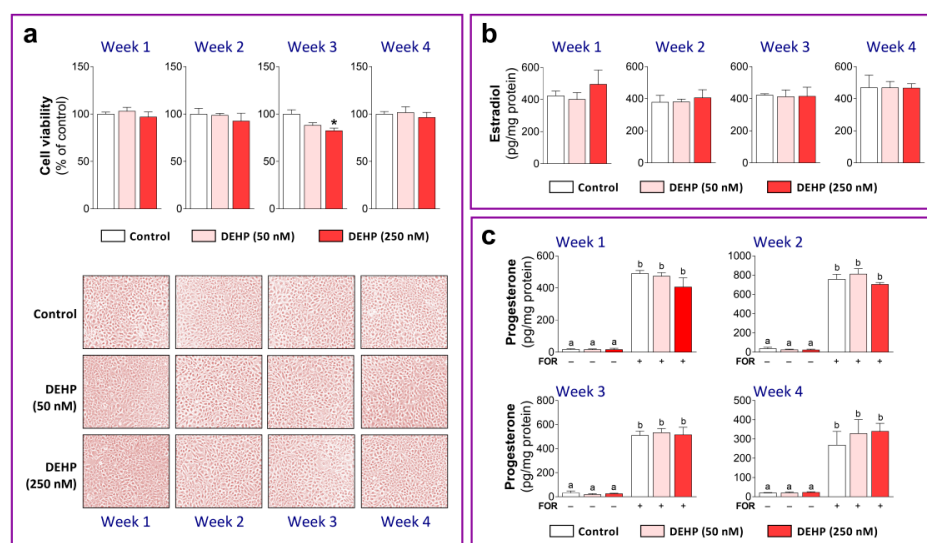 a
Week 1 Week 2 Week 3 Week 4
Cell viability
(% of control)
150 150 150 150
100 100 100 100
50 50 50 50
0 0 0 0
*
Control DEHP (50 nM) DEHP (250 nM)
Control
DEHP
(50 nM)
DEHP
(250 nM)
Week 1 Week 2 Week 3 Week 4
b
Week 1 Week 2 Week 3 Week 4
Estradiol
(pg/mg protein)
600 600 600 600
400 400 400 400
200 200 200 200
0 0 0 0
Control DEHP (50 nM) DEHP (250 nM)
c
Week 1 Week 2
Progesterone
(pg/mg protein)
600 1000
400 800
200 600
0 400
200
0
a a a b b b a a a b b b
FOR – – – + + + FOR – – – + + +
Week 3 Week 4
Progesterone
(pg/mg protein)
800 500
600 400
400 300
200 200
0 100
0
a a a b b b a a a b b b
FOR – – – + + + FOR – – – + + +
Control DEHP (50 nM) DEHP (250 nM)